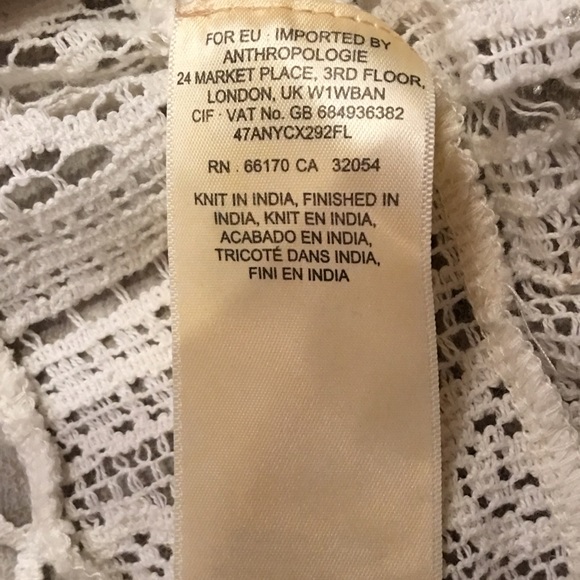 FOR EU · IMPORTED BY
ANTHROPOLOGIE
24 MARKET PLACE, 3RD FLOOR,
LONDON, UK W1WBAN
CIF · VAT No. GB 684936382
47ANYCX292FL
RN . 66170 CA 32054
KNIT IN INDIA, FINISHED IN
INDIA, KNIT EN INDIA,
ACABADO EN INDIA,
TRICOTÉ DANS INDIA,
FINI EN INDIA